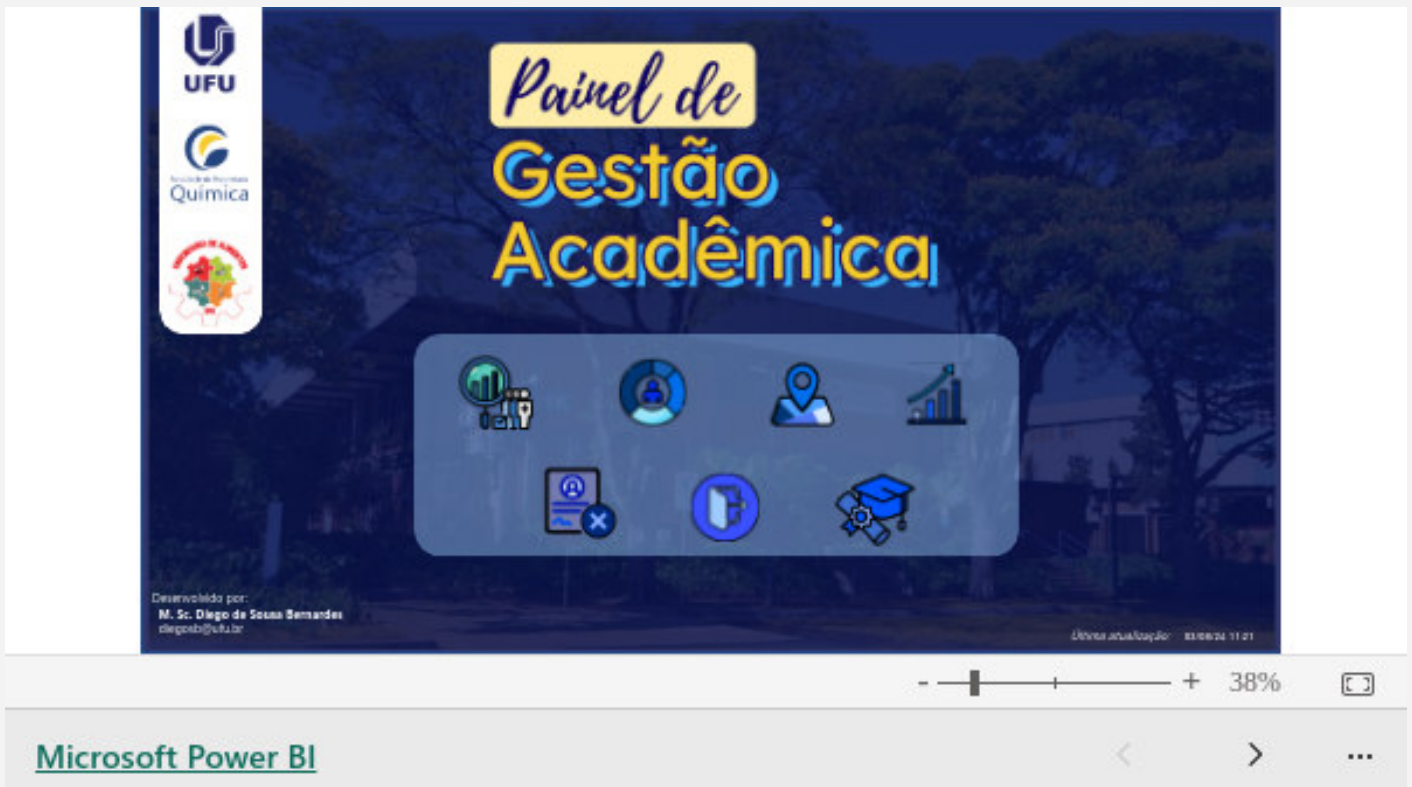 UFU
Química
Painel de
Gestão
Acadêmica
Desenvolvido por:
M. Sc. Diego de Sousa Bernardes
diegosb@ufu.br
Última atualização:
- + 38%
Microsoft Power BI